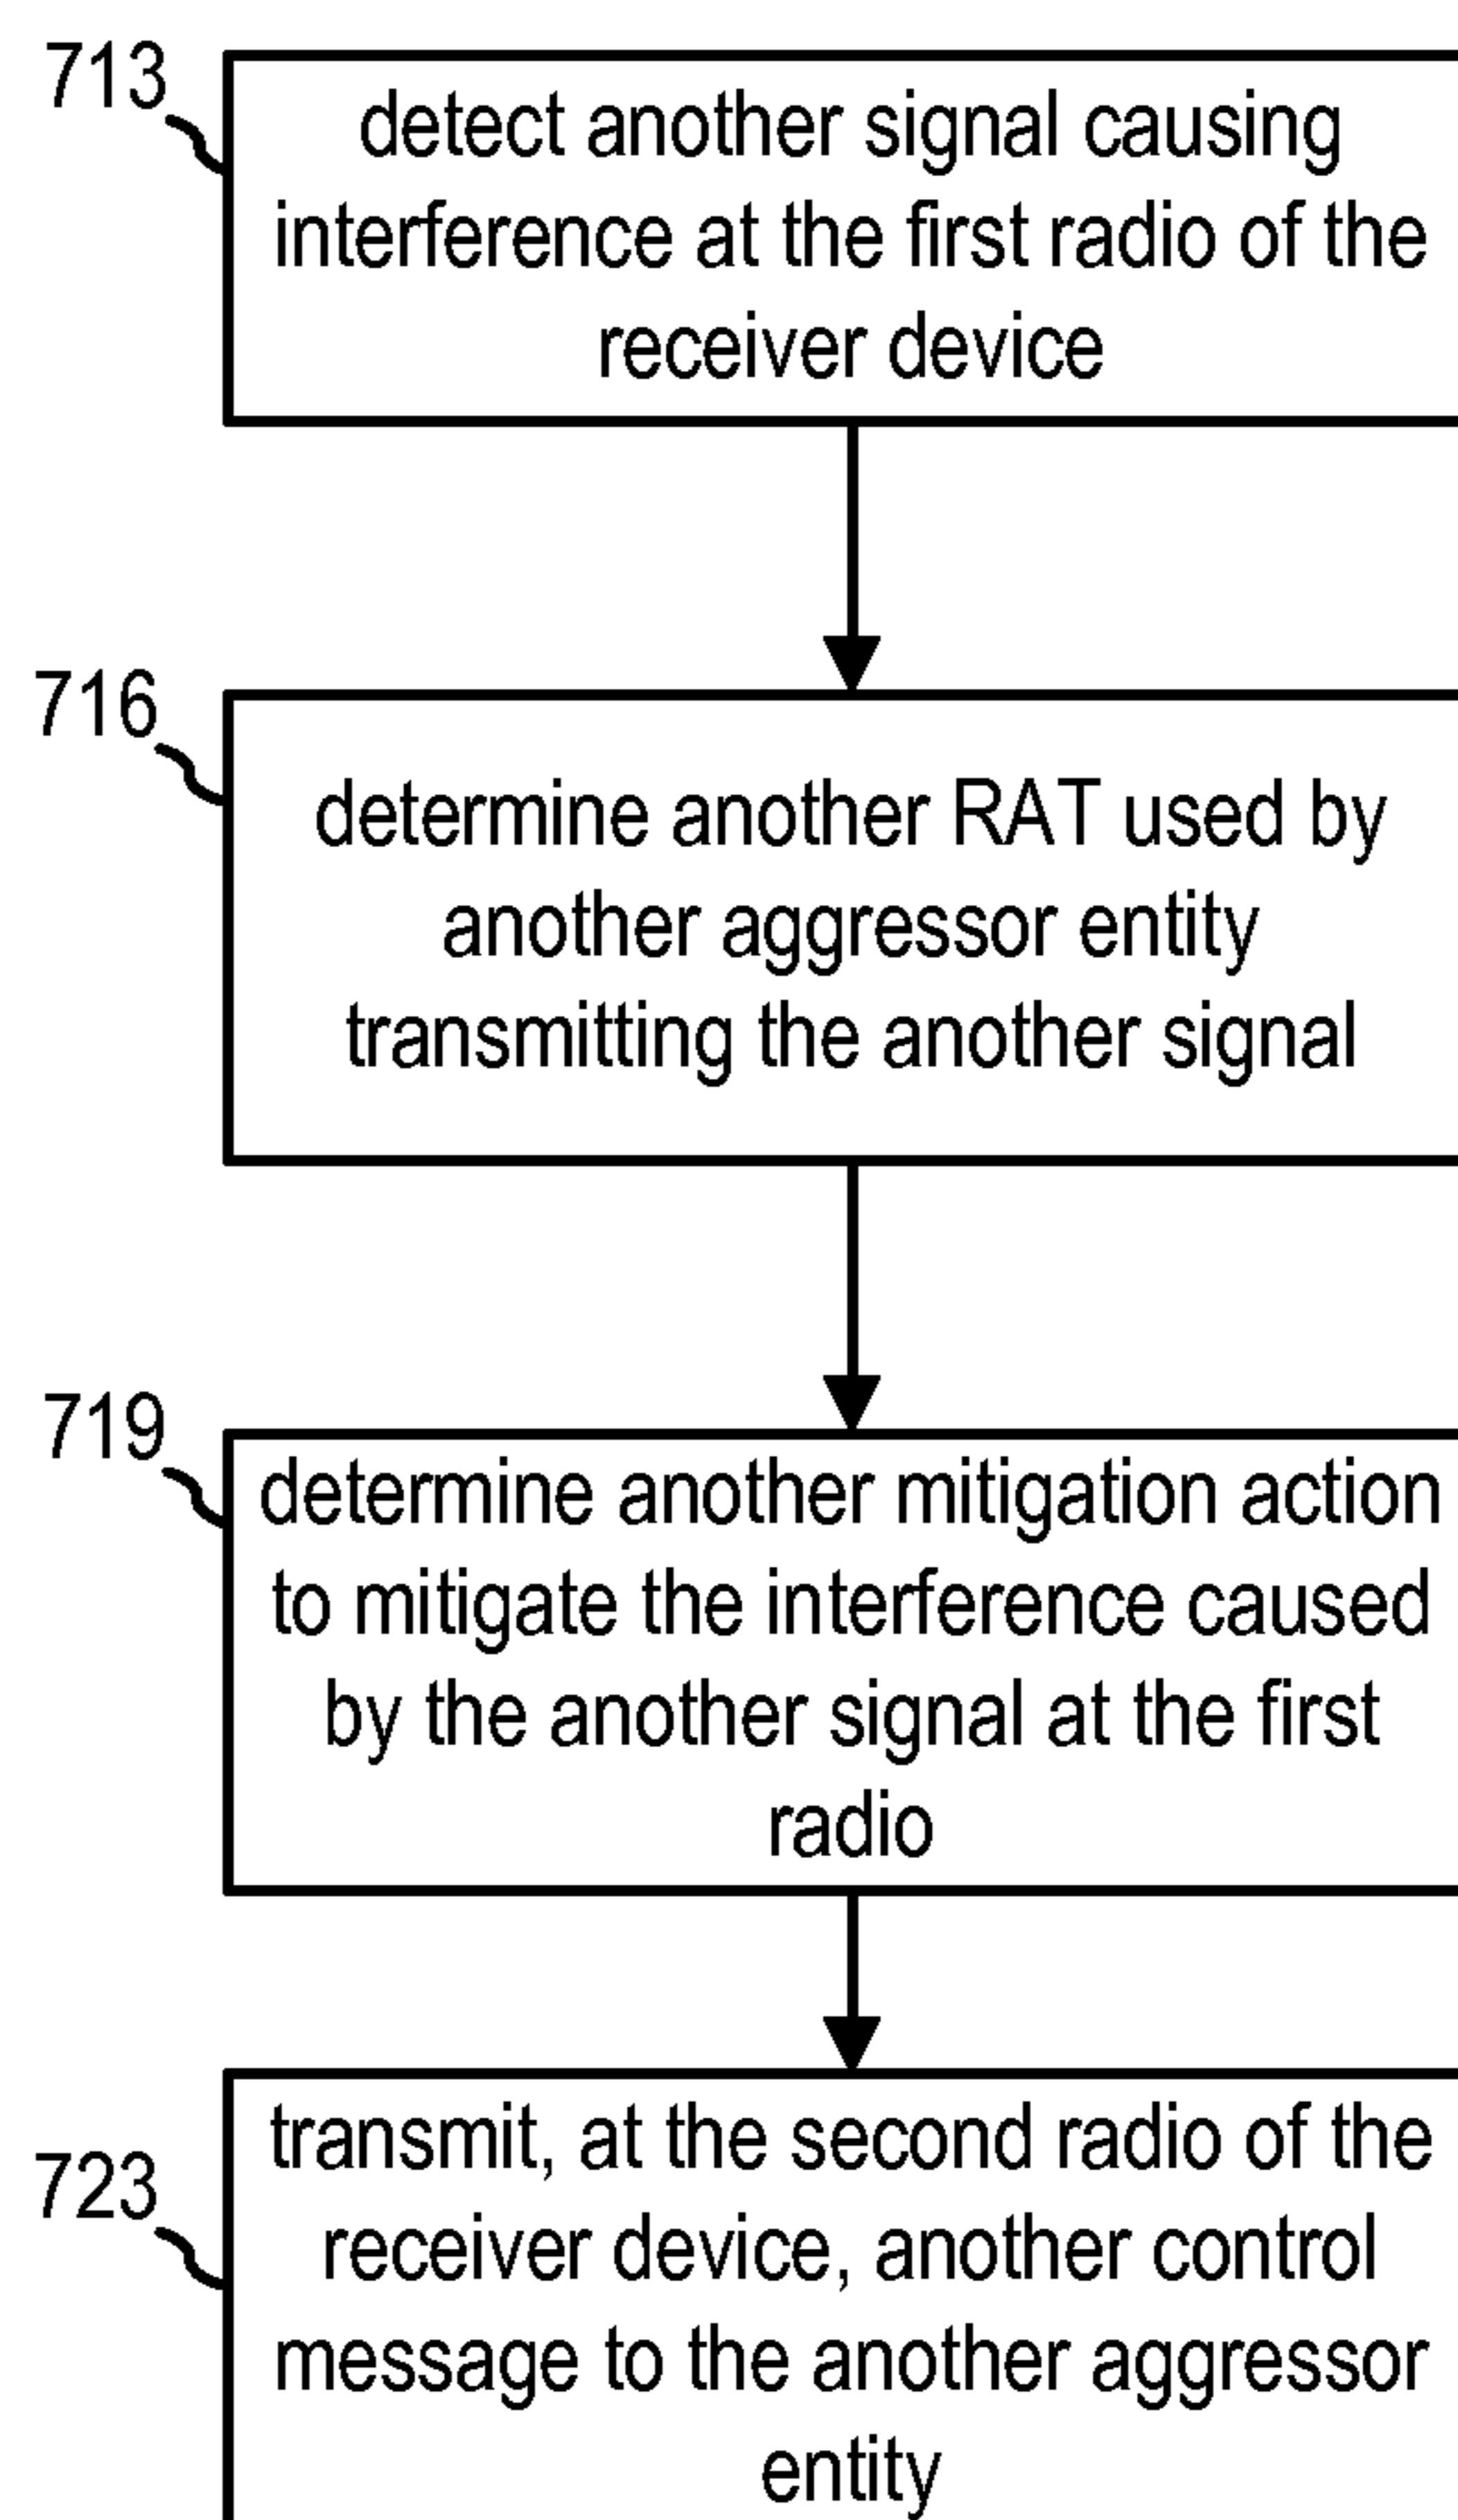 713
detect another signal causing
interference at the first radio of the
receiver device
716
determine another RAT used by
another aggressor entity
transmitting the another signal
719
determine another mitigation action
to mitigate the interference caused
by the another signal at the first
radio
723
transmit, at the second radio of the
receiver device, another control
message to the another aggressor
entity